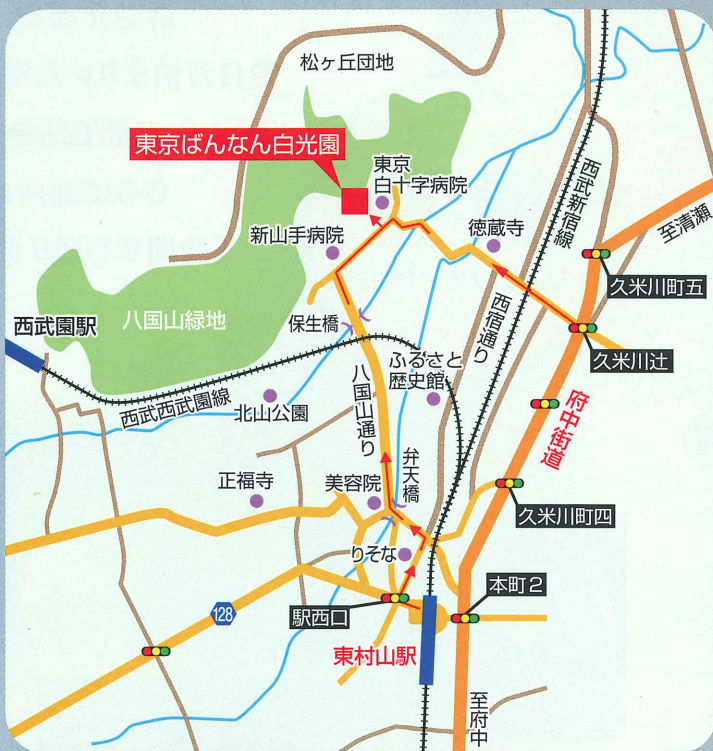 松ヶ丘団地
東京ばんなん白光園
東京
白十字病院
新山手病院
徳蔵寺
西武新宿線
至清瀬
久米川町五
西武園駅
八国山緑地
保生橋
西宿通り
久米川辻
ふるさと
歴史館
西武西武園線
北山公園
八国山通り
府中街道
正福寺
美容院
弁天橋
久米川町四
りそな
128
駅西口
本町2
東村山駅
至府中